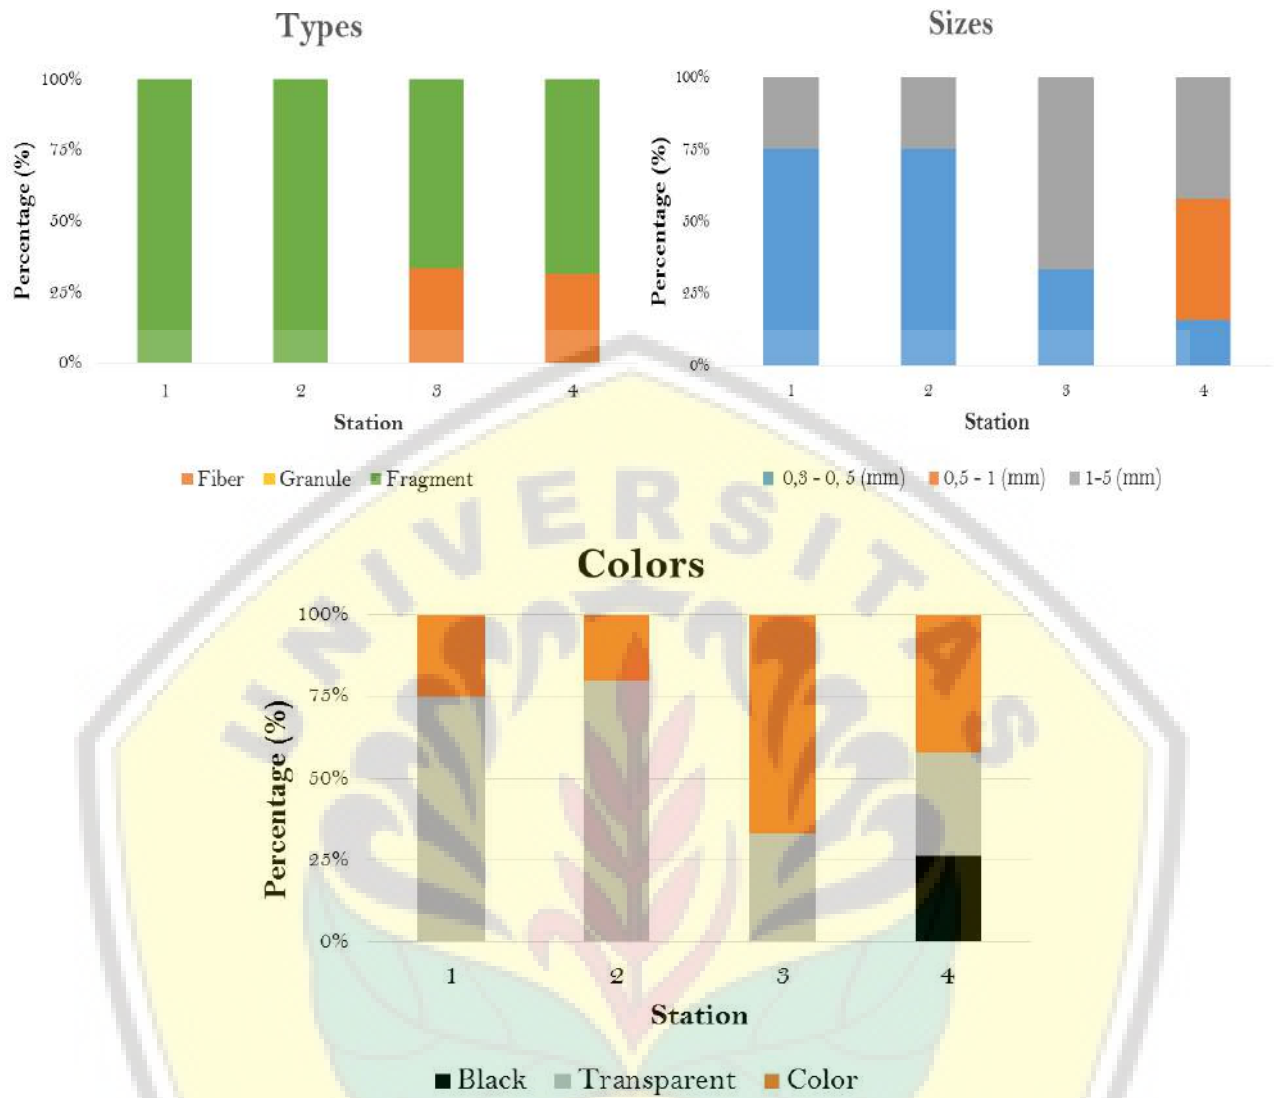 Types
Percentage (%)
100%
75%
50%
25%
0%
1 2 3 4
Station
Fiber Granule Fragment
Sizes
Percentage (%)
100%
75%
50%
25%
0%
1 2 3 4
Station
0,3 - 0, 5 (mm) 0,5 - 1 (mm) 1-5 (mm)
UNIVERSITAS
Colors
Percentage (%)
100%
75%
50%
25%
0%
1 2 3 4
Station
Black Transparent Color